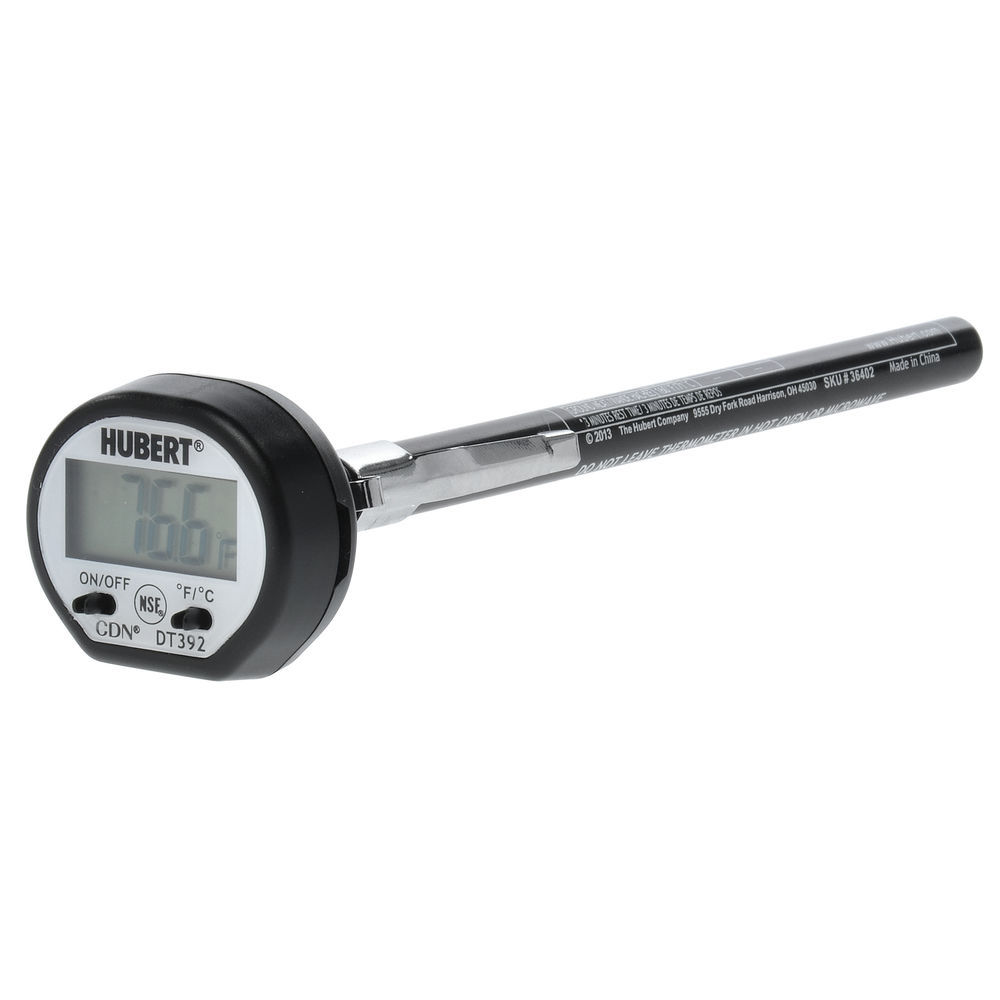 HUBERT®
76.6°F
ON/OFF
NSF®
°F/°C
CDN® DT392
www.Hubert.com
*3 MINUTES REST TIME/ 3 MINUTES DE TEMPS DE REPOS
© 2013 The Hubert Company 9555 Dry Fork Road Harrison, OH 45030 SKU # 36402 Made in China
DO NOT LEAVE THERMOMETER IN HOT OVEN OR MICROWAVE